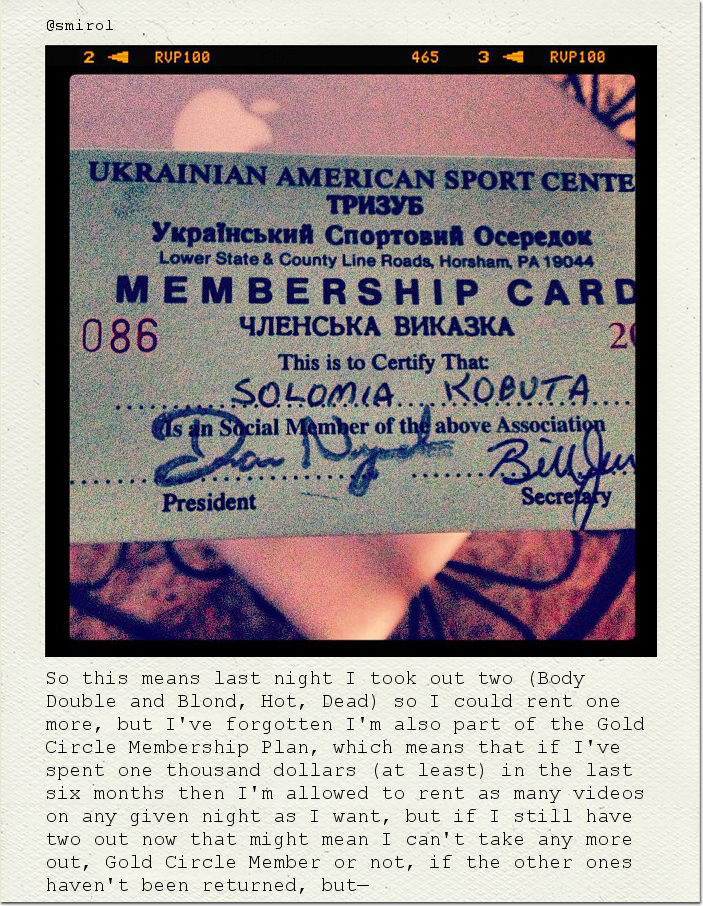 @smirol
2 RVP100 465 3 RVP100
UKRAINIAN AMERICAN SPORT CENTE
ТРИЗУБ
Український Спортовий Осередок
Lower State & County Line Roads, Horsham, PA 19044
MEMBERSHIP CARD
086 ЧЛЕНСЬКА ВИКАЗКА 20
This is to Certify That:
SOLOMIA KOBUTA
Is an Social Member of the above Association
Bill
President Secretary
So this means last night I took out two (Body
Double and Blond, Hot, Dead) so I could rent one
more, but I've forgotten I'm also part of the Gold
Circle Membership Plan, which means that if I've
spent one thousand dollars (at least) in the last
six months then I'm allowed to rent as many videos
on any given night as I want, but if I still have
two out now that might mean I can't take any more
out, Gold Circle Member or not, if the other ones
haven't been returned, but—